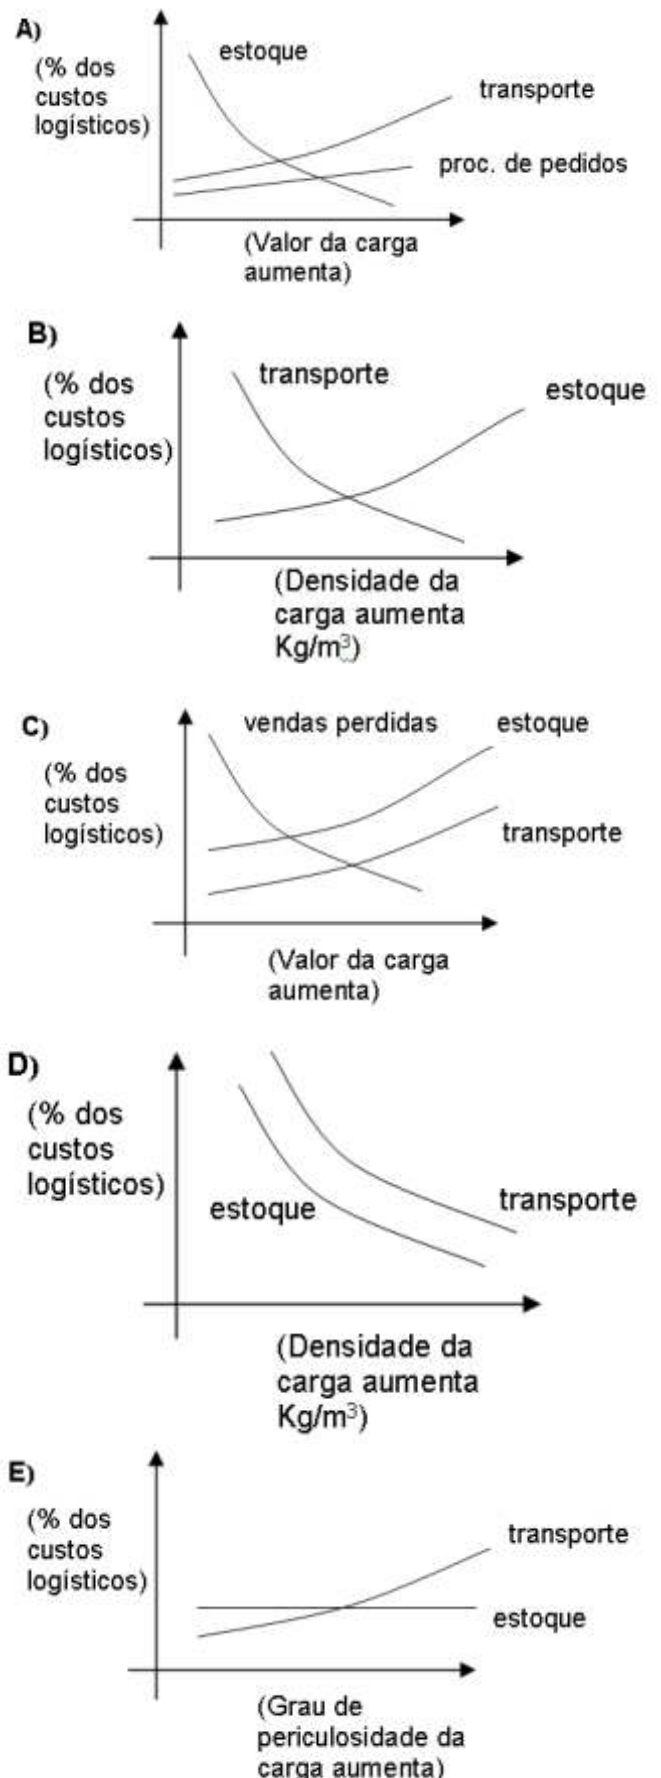 A)
(% dos
custos
logísticos)
estoque
transporte
proc. de pedidos
(Valor da carga
aumenta)
B)
(% dos
custos
logísticos)
transporte
estoque
(Densidade da
carga aumenta
Kg/m³)
C)
(% dos
custos
logísticos)
vendas perdidas
estoque
transporte
(Valor da carga
aumenta)
D)
(% dos
custos
logísticos)
estoque
transporte
(Densidade da
carga aumenta
Kg/m³)
E)
(% dos
custos
logísticos)
transporte
estoque
(Grau de
periculosidade da
carga aumenta)